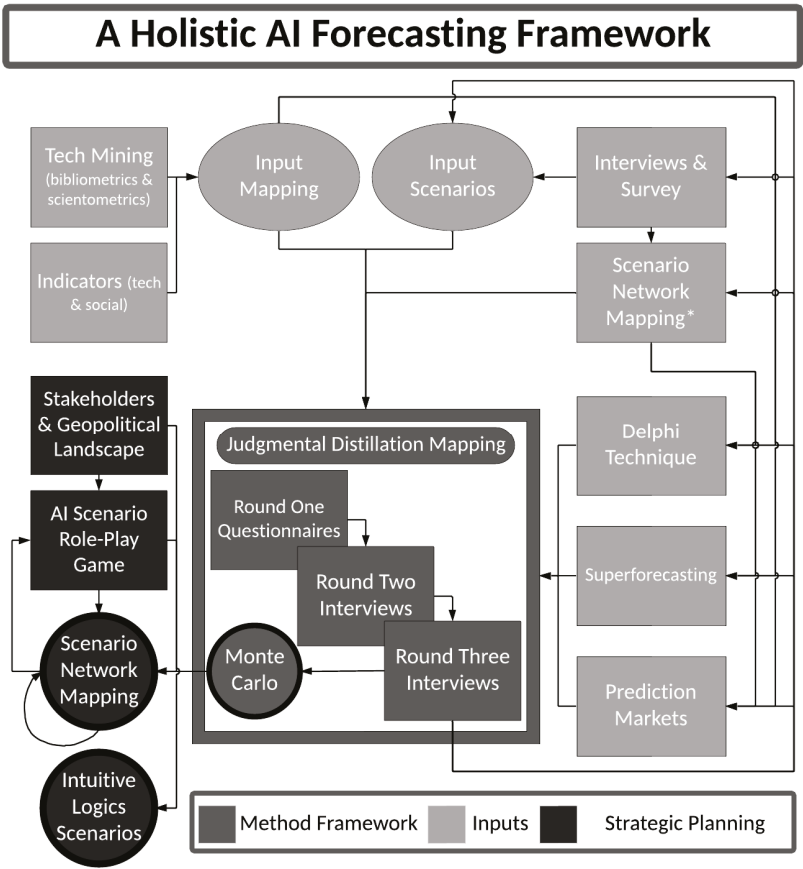 A Holistic AI Forecasting Framework
Tech Mining
(bibliometrics &
scientometrics)
Input
Mapping
Input
Scenarios
Interviews &
Survey
Indicators (tech
& social)
Scenario
Network
Mapping*
Stakeholders
& Geopolitical
Landscape
AI Scenario
Role-Play
Game
Scenario
Network
Mapping
Intuitive
Logics
Scenarios
Judgmental Distillation Mapping
Round One
Questionnaires
Round Two
Interviews
Round Three
Interviews
Monte
Carlo
Delphi
Technique
Superforecasting
Prediction
Markets
Method Framework
Inputs
Strategic Planning